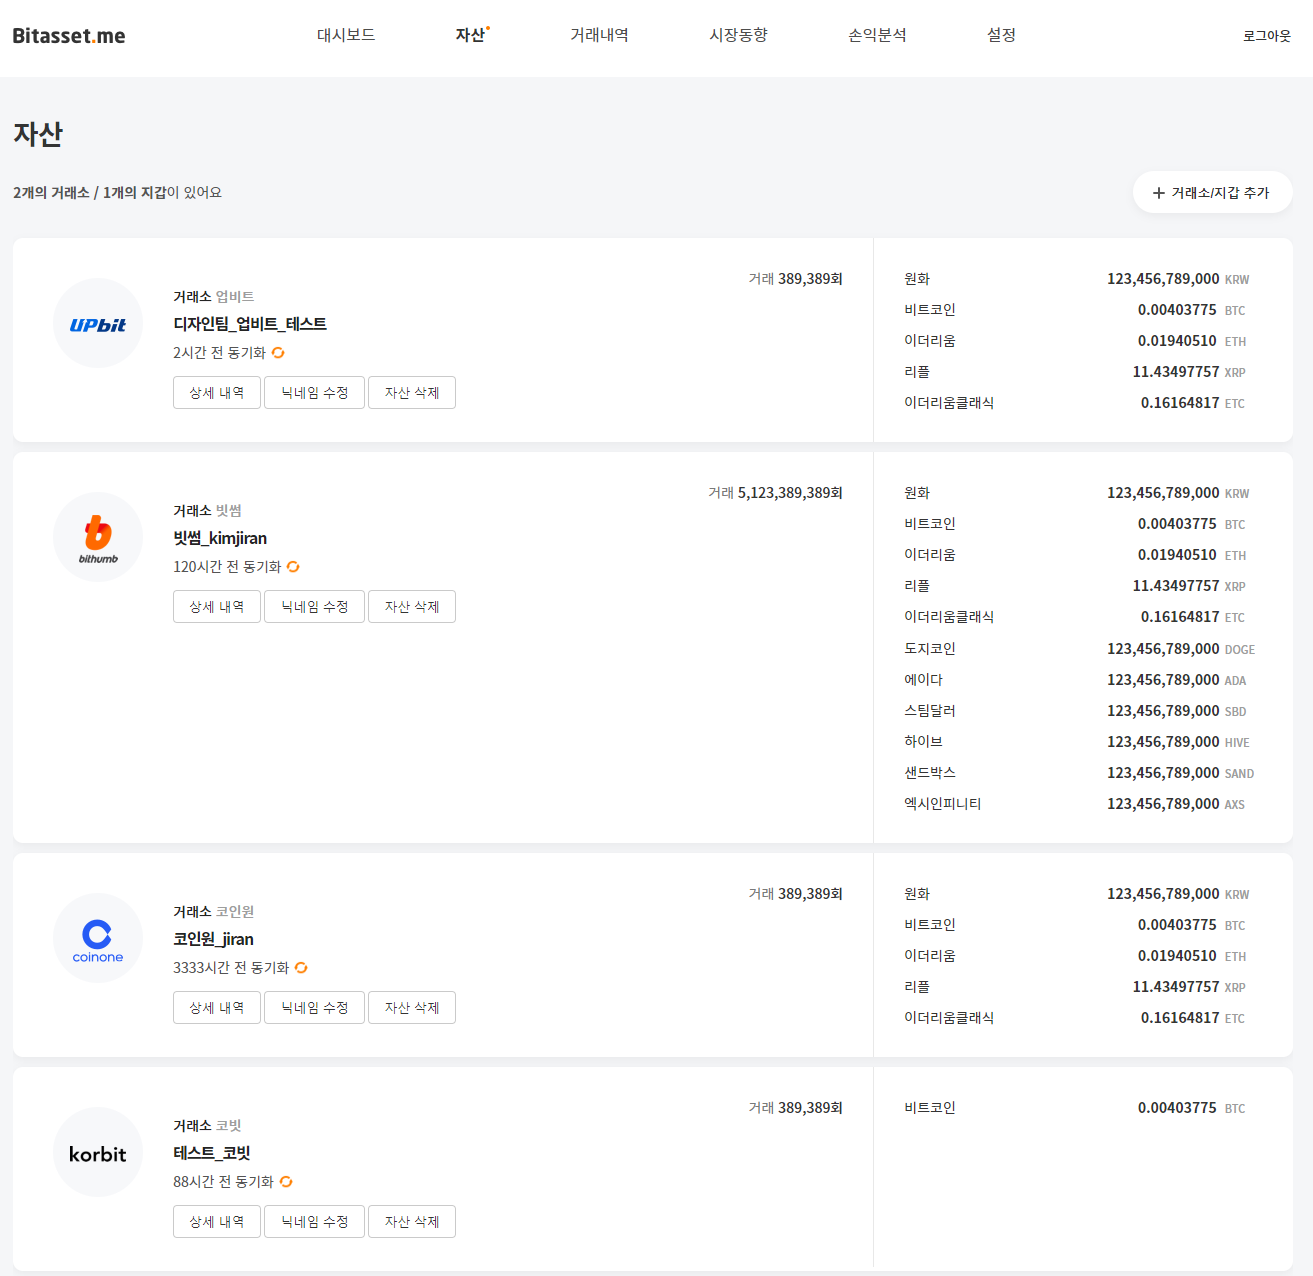 Bitasset.me 대시보드 자산 거래내역 시장동향 손익분석 설정 로그아웃
자산
2개의 거래소 / 1개의 지갑이 있어요
+ 거래소/지갑 추가
UPbit
거래소 업비트
디자인팀_업비트_테스트
2시간 전 동기화
상세 내역 닉네임 수정 자산 삭제
거래 389,389회
원화 123,456,789,000 KRW
비트코인 0.00403775 BTC
이더리움 0.01940510 ETH
리플 11.43497757 XRP
이더리움클래식 0.16164817 ETC
bithumb
거래소 빗썸
빗썸_kimjiran
120시간 전 동기화
상세 내역 닉네임 수정 자산 삭제
거래 5,123,389,389회
원화 123,456,789,000 KRW
비트코인 0.00403775 BTC
이더리움 0.01940510 ETH
리플 11.43497757 XRP
이더리움클래식 0.16164817 ETC
도지코인 123,456,789,000 DOGE
에이다 123,456,789,000 ADA
스팀달러 123,456,789,000 SBD
하이브 123,456,789,000 HIVE
샌드박스 123,456,789,000 SAND
엑시인피니티 123,456,789,000 AXS
coinone
거래소 코인원
코인원_jiran
3333시간 전 동기화
상세 내역 닉네임 수정 자산 삭제
거래 389,389회
원화 123,456,789,000 KRW
비트코인 0.00403775 BTC
이더리움 0.01940510 ETH
리플 11.43497757 XRP
이더리움클래식 0.16164817 ETC
korbit
거래소 코빗
테스트_코빗
88시간 전 동기화
상세 내역 닉네임 수정 자산 삭제
거래 389,389회
비트코인 0.00403775 BTC